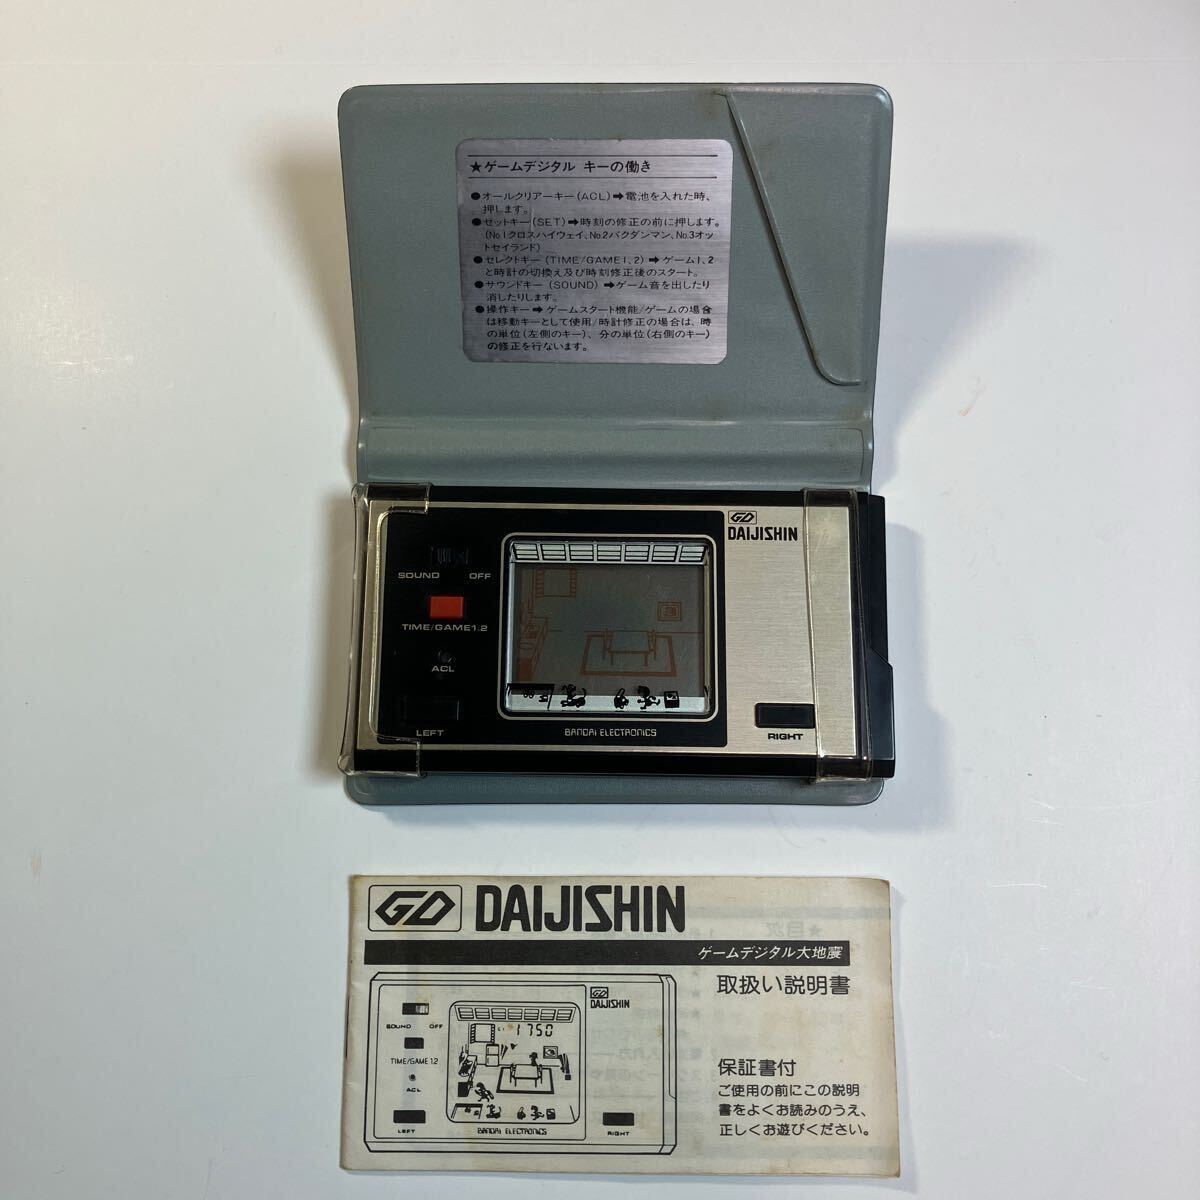 ★ゲームデジタル キーの働き
●オールクリアーキー(ACL)➡電池を入れた時、
押します。
●セットキー(SET)➡時刻の修正の前に押します。
(No.1クロスハイウェイ、No.2バクダンマン、No.3オッ
トセイランド)
●セレクトキー(TIME/GAME1、2)➡ゲーム1、2
と時計の切換え及び時刻修正後のスタート。
●サウンドキー(SOUND)➡ゲーム音を出したり
消したりします。
●操作キー➡ゲームスタート機能/ゲームの場合
は移動キーとして使用/時計修正の場合は、時
の単位(左側のキー)、分の単位(右側のキー)
の修正を行ないます。
GD
DAIJISHIN
SOUND OFF
TIME/GAME1.2
ACL
LEFT
BANDAI ELECTRONICS
RIGHT
GD DAIJISHIN
ゲームデジタル大地震
取扱い説明書
GD
DAIJISHIN
SOUND OFF
1750
TIME/GAME 1.2
ACL
LEFT
BANDAI ELECTRONICS
RIGHT
保証書付
ご使用の前にこの説明
書をよくお読みのうえ、
正しくお遊びください。